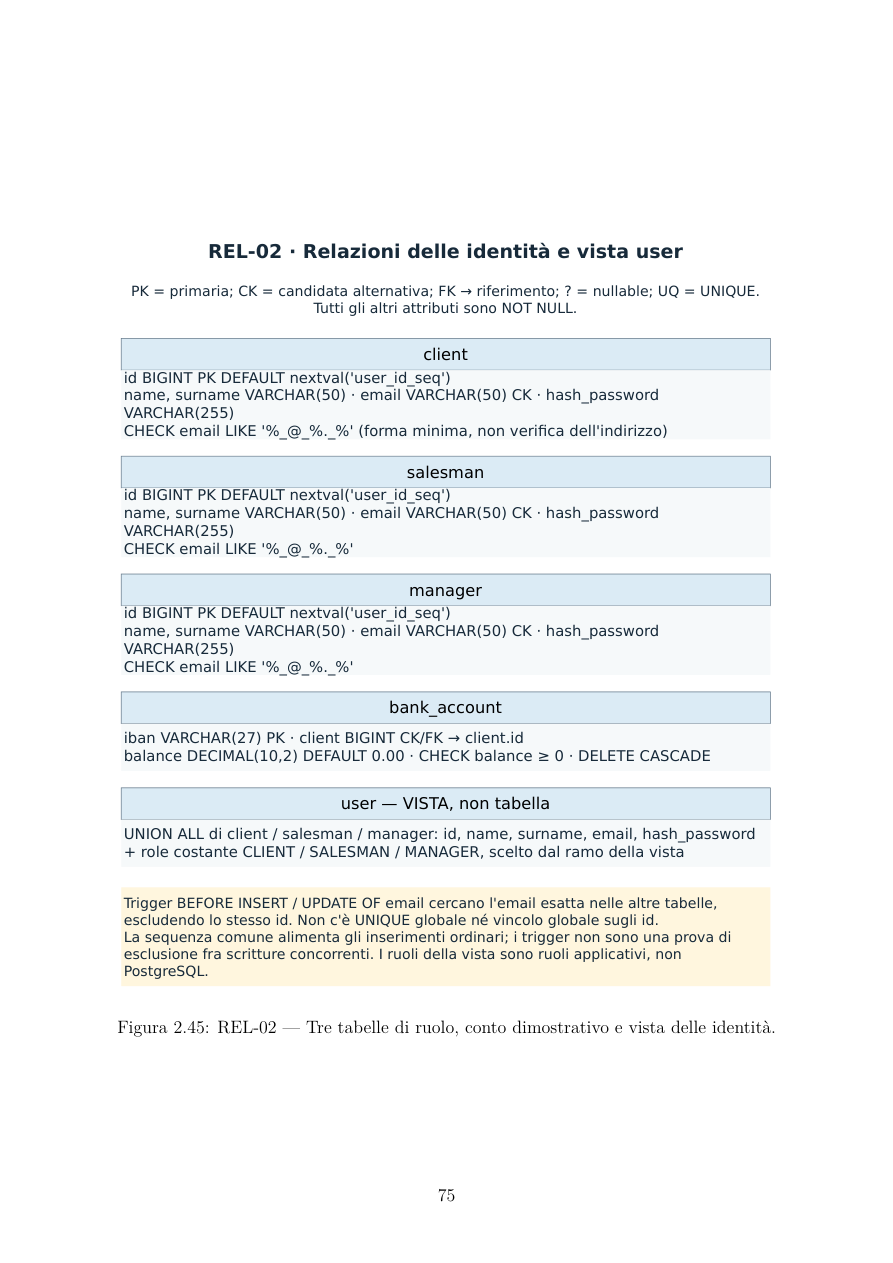 REL-02 · Relazioni delle identità e vista user
PK = primaria; CK = candidata alternativa; FK → riferimento; ? = nullable; UQ = UNIQUE.
Tutti gli altri attributi sono NOT NULL.
client
id BIGINT PK DEFAULT nextval('user_id_seq')
name, surname VARCHAR(50) · email VARCHAR(50) CK · hash_password
VARCHAR(255)
CHECK email LIKE '%_@_%._%' (forma minima, non verifica dell'indirizzo)
salesman
id BIGINT PK DEFAULT nextval('user_id_seq')
name, surname VARCHAR(50) · email VARCHAR(50) CK · hash_password
VARCHAR(255)
CHECK email LIKE '%_@_%._%'
manager
id BIGINT PK DEFAULT nextval('user_id_seq')
name, surname VARCHAR(50) · email VARCHAR(50) CK · hash_password
VARCHAR(255)
CHECK email LIKE '%_@_%._%'
bank_account
iban VARCHAR(27) PK · client BIGINT CK/FK → client.id
balance DECIMAL(10,2) DEFAULT 0.00 · CHECK balance ≥ 0 · DELETE CASCADE
user — VISTA, non tabella
UNION ALL di client / salesman / manager: id, name, surname, email, hash_password
+ role costante CLIENT / SALESMAN / MANAGER, scelto dal ramo della vista
Trigger BEFORE INSERT / UPDATE OF email cercano l'email esatta nelle altre tabelle,
escludendo lo stesso id. Non c'è UNIQUE globale né vincolo globale sugli id.
La sequenza comune alimenta gli inserimenti ordinari; i trigger non sono una prova di
esclusione fra scritture concorrenti. I ruoli della vista sono ruoli applicativi, non
PostgreSQL.
Figura 2.45: REL-02 — Tre tabelle di ruolo, conto dimostrativo e vista delle identità.
75